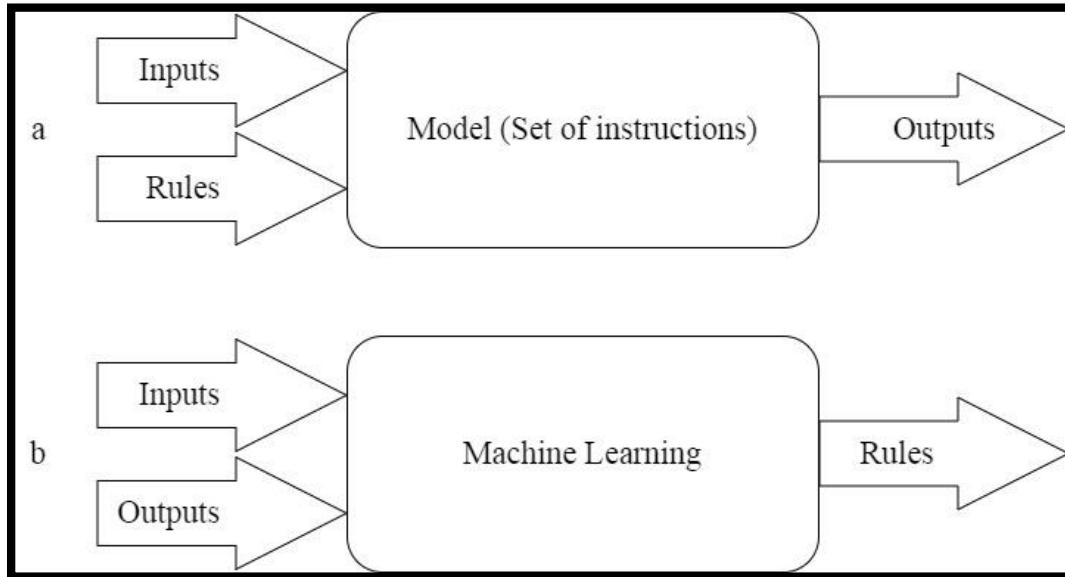 Inputs
a
Model (Set of instructions)
Outputs
Rules
Inputs
b
Machine Learning
Rules
Outputs